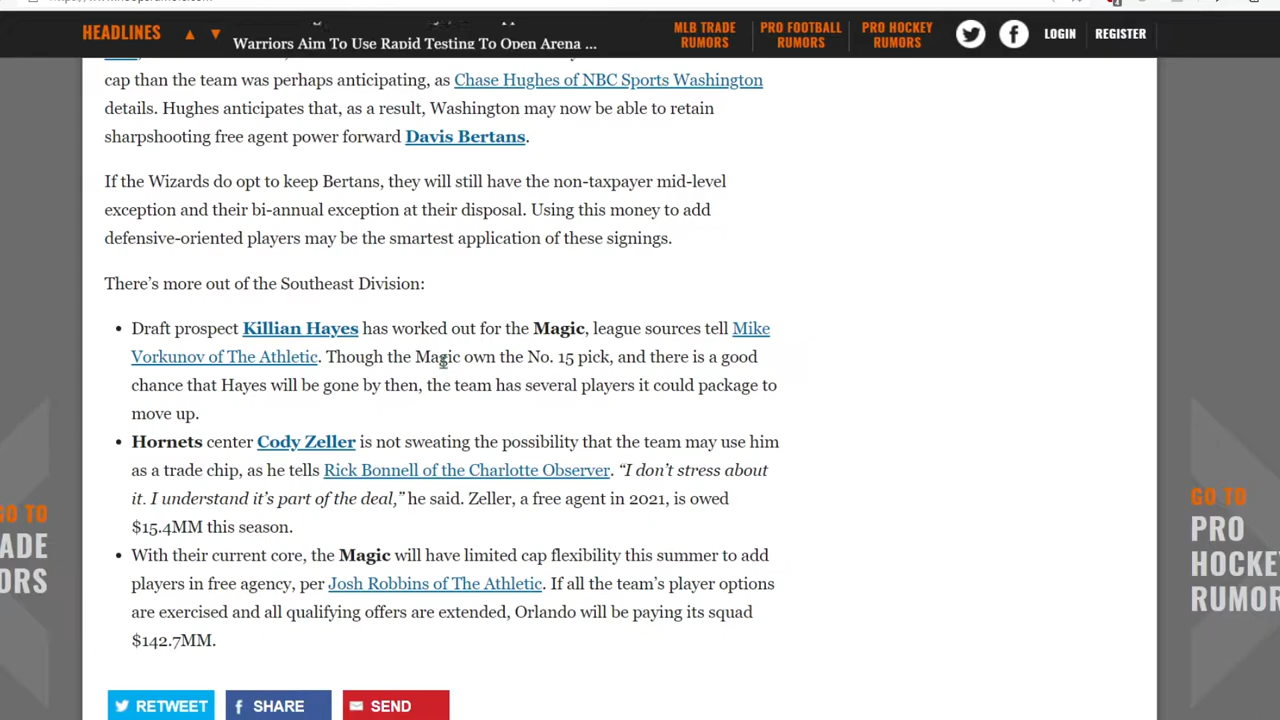 HEADLINES
Warriors Aim To Use Rapid Testing To Open Arena ...
MLB TRADE
RUMORS
PRO FOOTBALL
RUMORS
PRO HOCKEY
RUMORS
LOGIN
REGISTER
cap than the team was perhaps anticipating, as Chase Hughes of NBC Sports Washington
details. Hughes anticipates that, as a result, Washington may now be able to retain
sharpshooting free agent power forward Davis Bertans.
If the Wizards do opt to keep Bertans, they will still have the non-taxpayer mid-level
exception and their bi-annual exception at their disposal. Using this money to add
defensive-oriented players may be the smartest application of these signings.
There’s more out of the Southeast Division:
• Draft prospect Killian Hayes has worked out for the Magic, league sources tell Mike
Vorkunov of The Athletic. Though the Magic own the No. 15 pick, and there is a good
chance that Hayes will be gone by then, the team has several players it could package to
move up.
• Hornets center Cody Zeller is not sweating the possibility that the team may use him
as a trade chip, as he tells Rick Bonnell of the Charlotte Observer. “I don’t stress about
it. I understand it’s part of the deal,” he said. Zeller, a free agent in 2021, is owed
$15.4MM this season.
• With their current core, the Magic will have limited cap flexibility this summer to add
players in free agency, per Josh Robbins of The Athletic. If all the team’s player options
are exercised and all qualifying offers are extended, Orlando will be paying its squad
$142.7MM.
GO TO
PRO
HOCKEY
RUMOR
RETWEET
SHARE
SEND